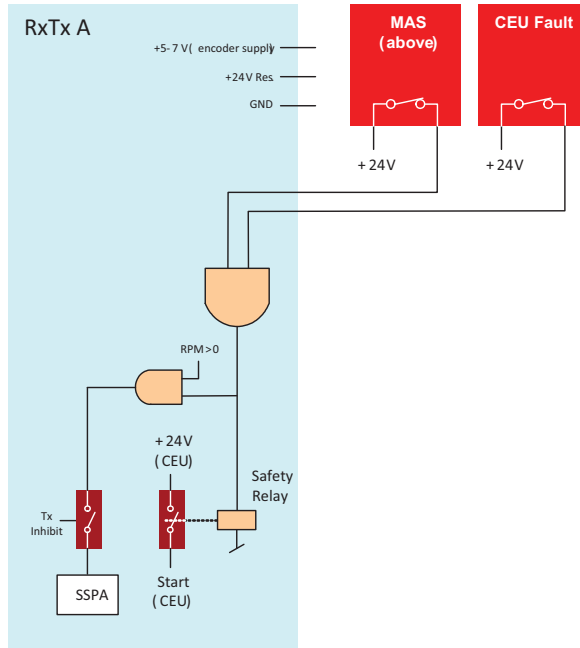 RxTx A
MAS
(above)
CEU Fault
+5- 7 V( encoder supply)
+24V Res.
GND
+ 24V
+ 24V
RPM>0
+ 24V
( CEU)
Safety
Relay
Tx
Inhibit
SSPA
Start
( CEU)